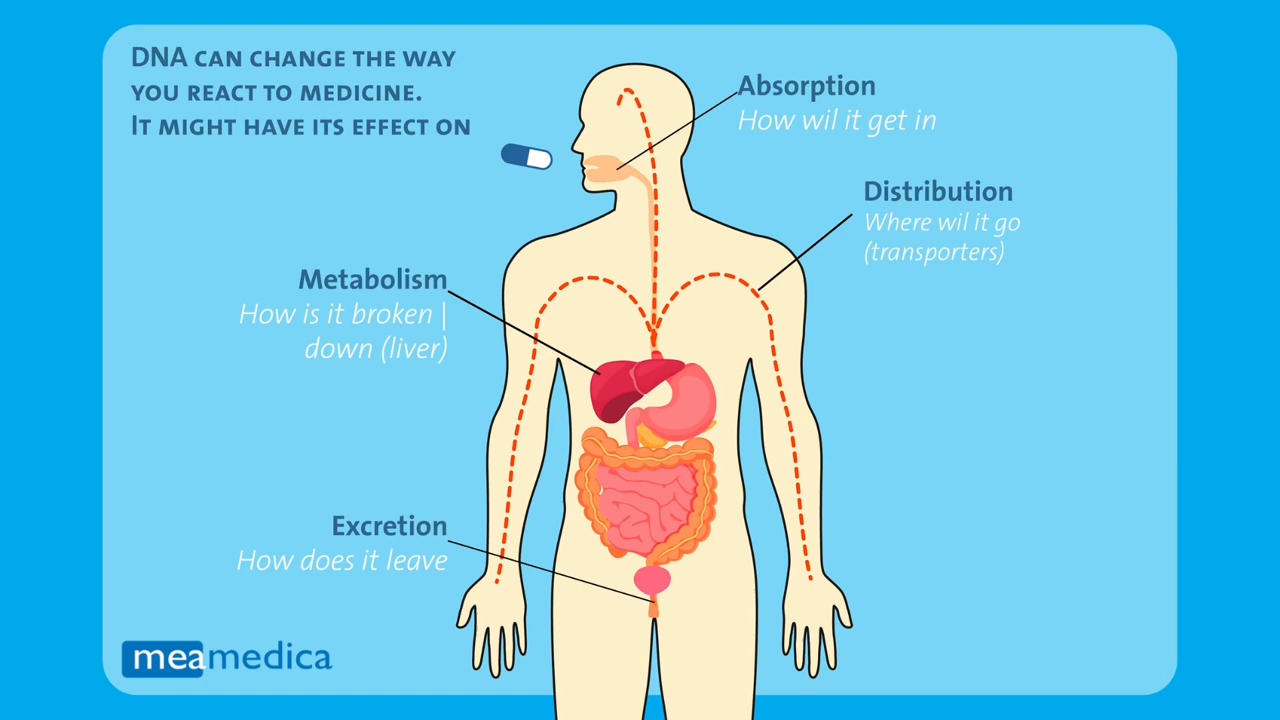 DNA can change the way
you react to medicine.
It might have its effect on
Absorption
How wil it get in
Distribution
Where wil it go
(transporters)
Metabolism
How is it broken |
down (liver)
Excretion
How does it leave
meamedica